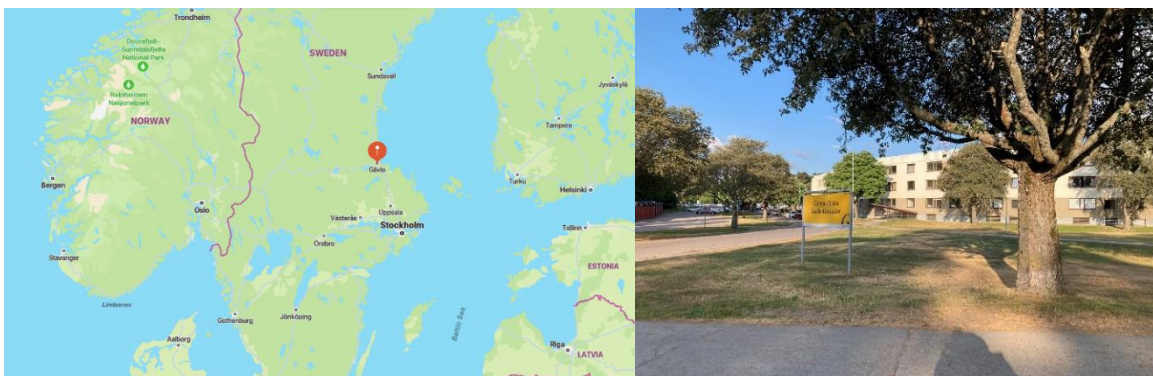 Trondheim
Dovrefjell-
Sunndalsfjella
National Park
SWEDEN
Sundsvall
Jyväskylä
Reinheimen
Nasjonalpark
NORWAY
Tampere
Gävle
Bergen
Turku
Helsinki
Oslo
Uppsala
Västerås
Stockholm
Örebro
Tallinn
Stavanger
ESTONIA
Lindesnes
Baltic Sea
Gothenburg
Jönköping
Aalborg
Riga
LATVIA